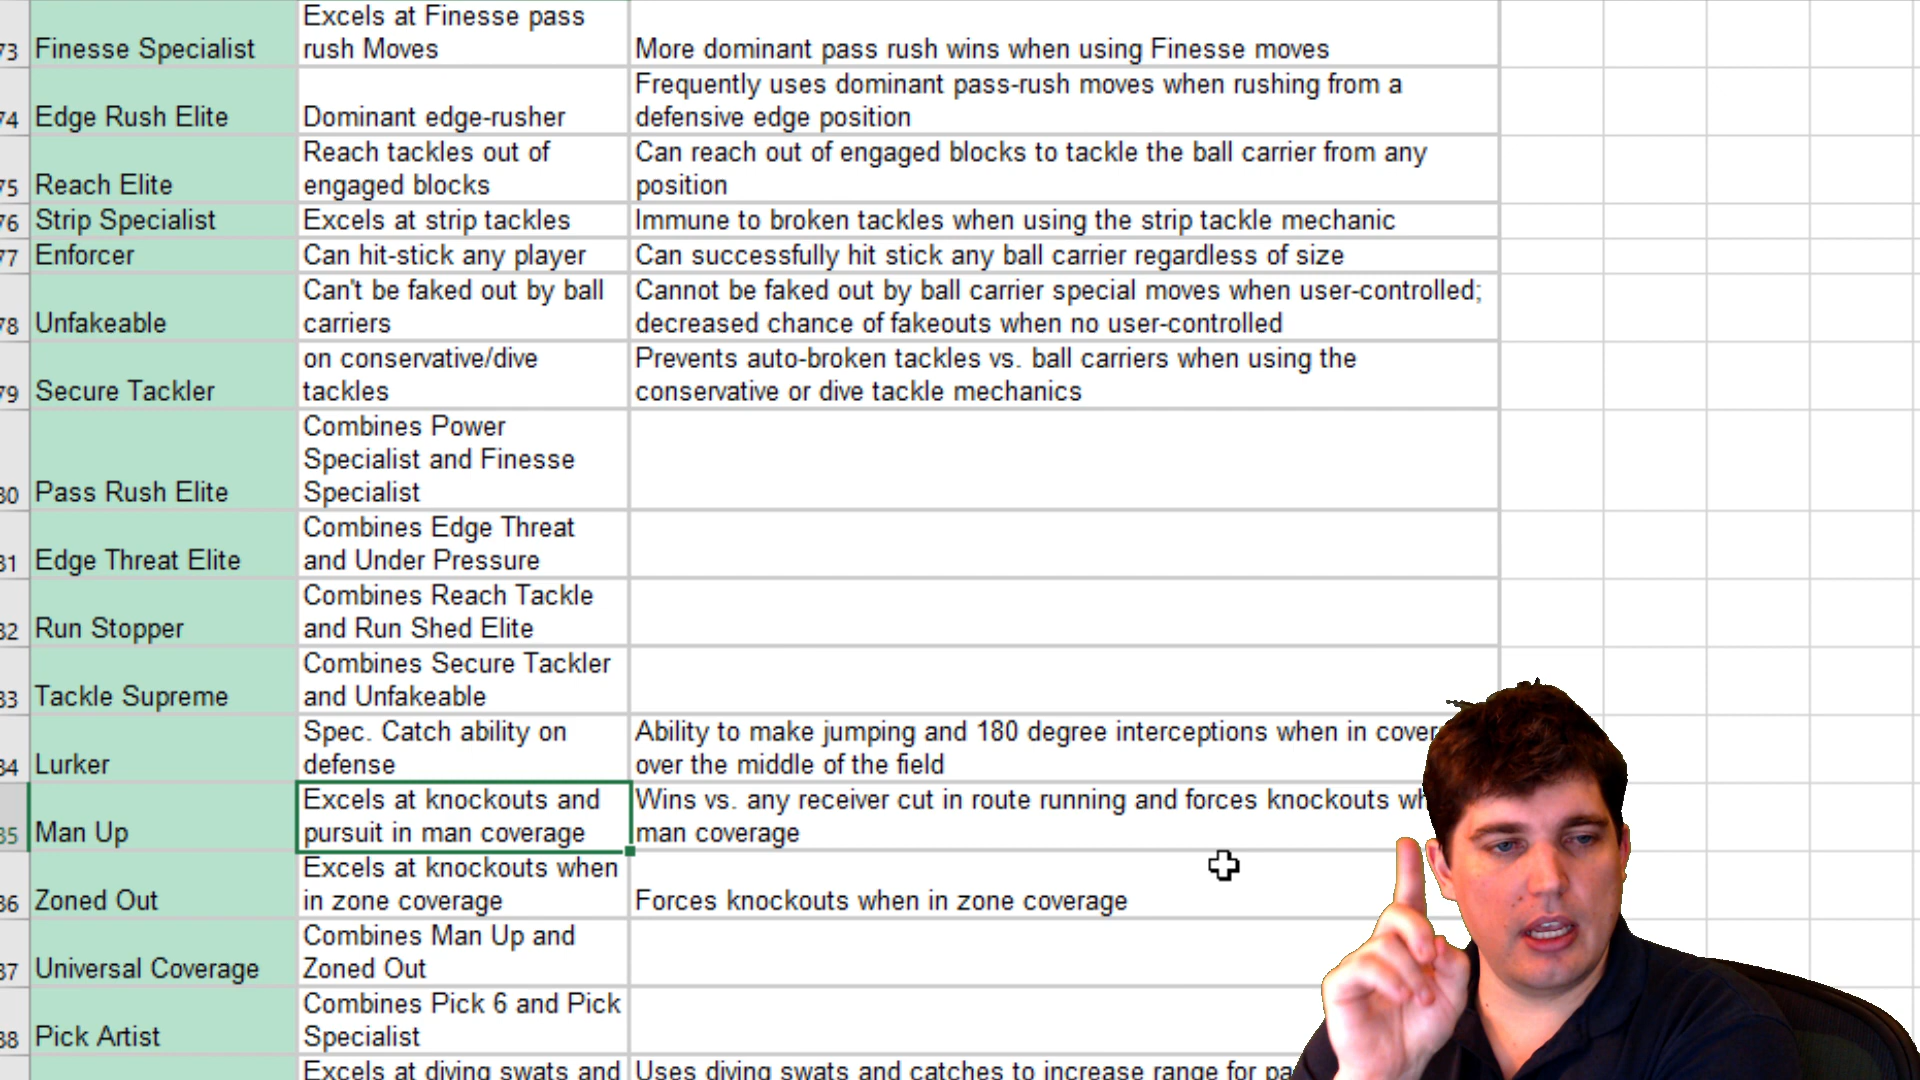 73
Finesse Specialist
Excels at Finesse pass
rush Moves
More dominant pass rush wins when using Finesse moves
74
Edge Rush Elite
Dominant edge-rusher
Frequently uses dominant pass-rush moves when rushing from a
defensive edge position
75
Reach Elite
Reach tackles out of
engaged blocks
Can reach out of engaged blocks to tackle the ball carrier from any
position
76
Strip Specialist
Excels at strip tackles
Immune to broken tackles when using the strip tackle mechanic
77
Enforcer
Can hit-stick any player
Can successfully hit stick any ball carrier regardless of size
78
Unfakeable
Can't be faked out by ball
carriers
Cannot be faked out by ball carrier special moves when user-controlled;
decreased chance of fakeouts when no user-controlled
79
Secure Tackler
on conservative/dive
tackles
Prevents auto-broken tackles vs. ball carriers when using the
conservative or dive tackle mechanics
80
Pass Rush Elite
Combines Power
Specialist and Finesse
Specialist
81
Edge Threat Elite
Combines Edge Threat
and Under Pressure
82
Run Stopper
Combines Reach Tackle
and Run Shed Elite
83
Tackle Supreme
Combines Secure Tackler
and Unfakeable
84
Lurker
Spec. Catch ability on
defense
Ability to make jumping and 180 degree interceptions when in
over the middle of the field
85
Man Up
Excels at knockouts and
pursuit in man coverage
Wins vs. any receiver cut in route running and forces knockouts
man coverage
86
Zoned Out
Excels at knockouts when
in zone coverage
Forces knockouts when in zone coverage
87
Universal Coverage
Combines Man Up and
Zoned Out
88
Pick Artist
Combines Pick 6 and Pick
Specialist
Excels at diving swats and
Uses diving swats and catches to increase range for